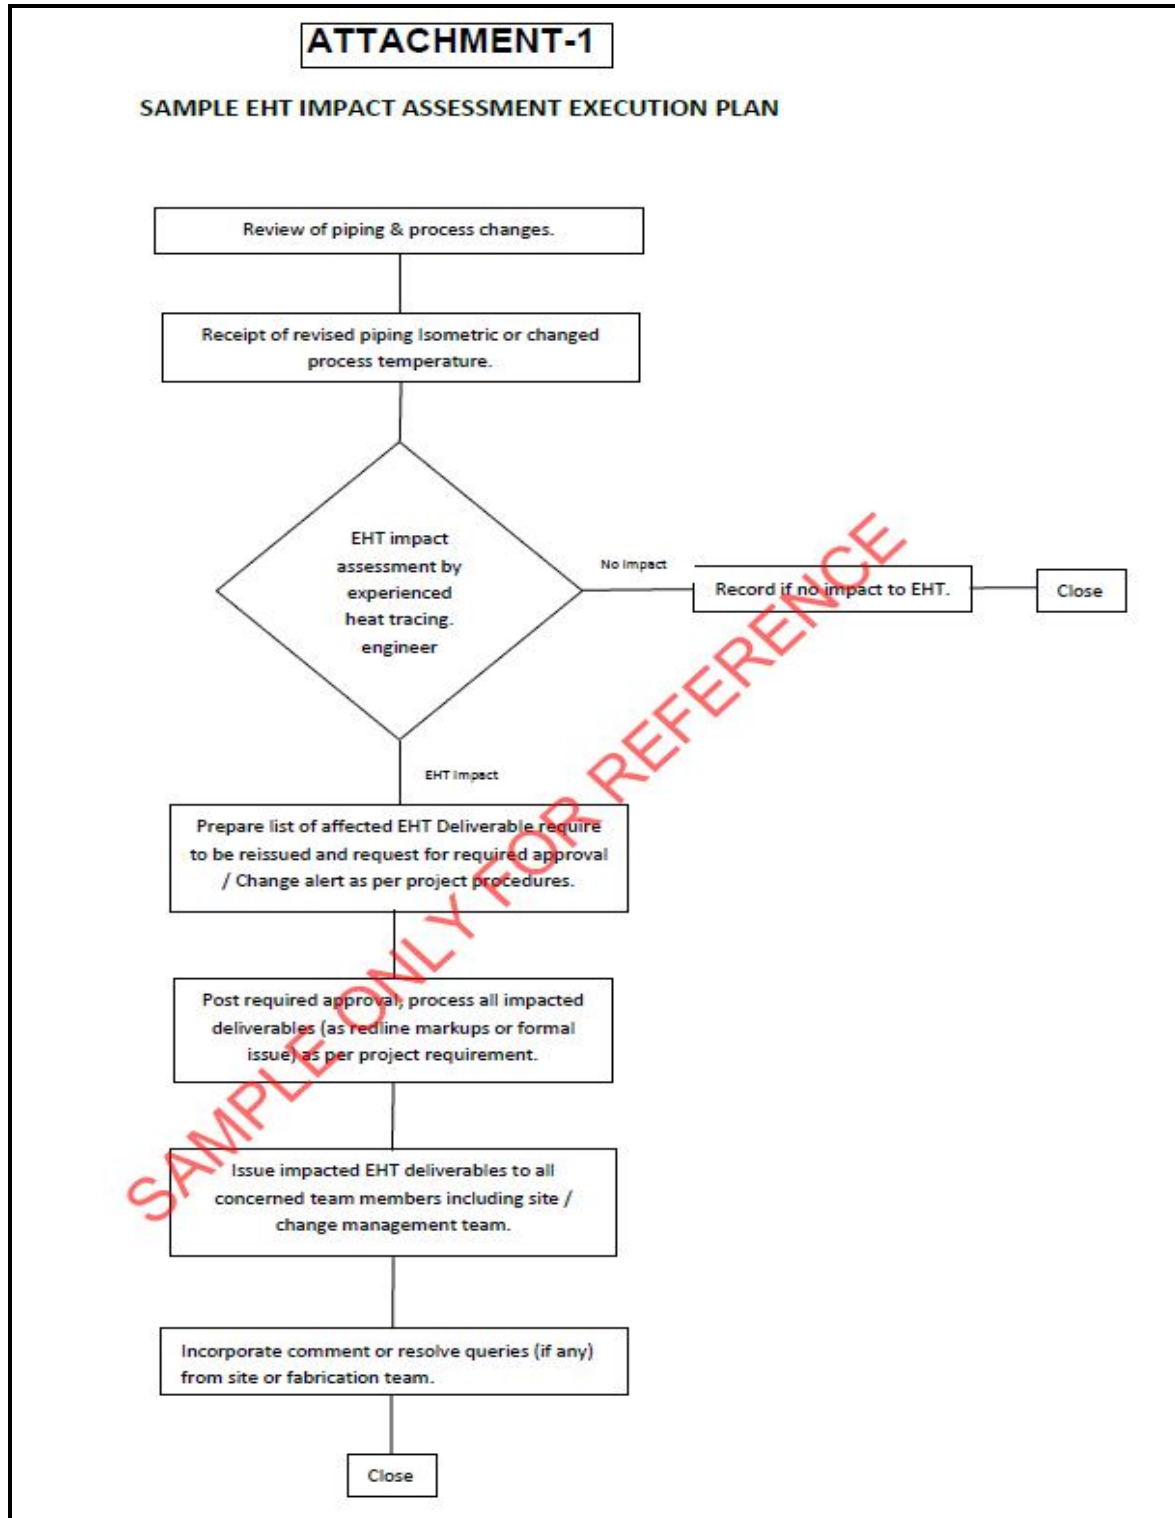 ATTACHMENT-1
SAMPLE EHT IMPACT ASSESSMENT EXECUTION PLAN
Review of piping & process changes.
Receipt of revised piping Isometric or changed
process temperature.
EHT impact
assessment by
experienced
heat tracing.
engineer
No Impact
Record if no impact to EHT.
Close
EHT Impact
Prepare list of affected EHT Deliverable require
to be reissued and request for required approval
/ Change alert as per project procedures.
Post required approval, process all impacted
deliverables (as redline markups or formal
issue) as per project requirement.
Issue impacted EHT deliverables to all
concerned team members including site /
change management team.
Incorporate comment or resolve queries (if any)
from site or fabrication team.
Close
SAMPLE ONLY FOR REFERENCE